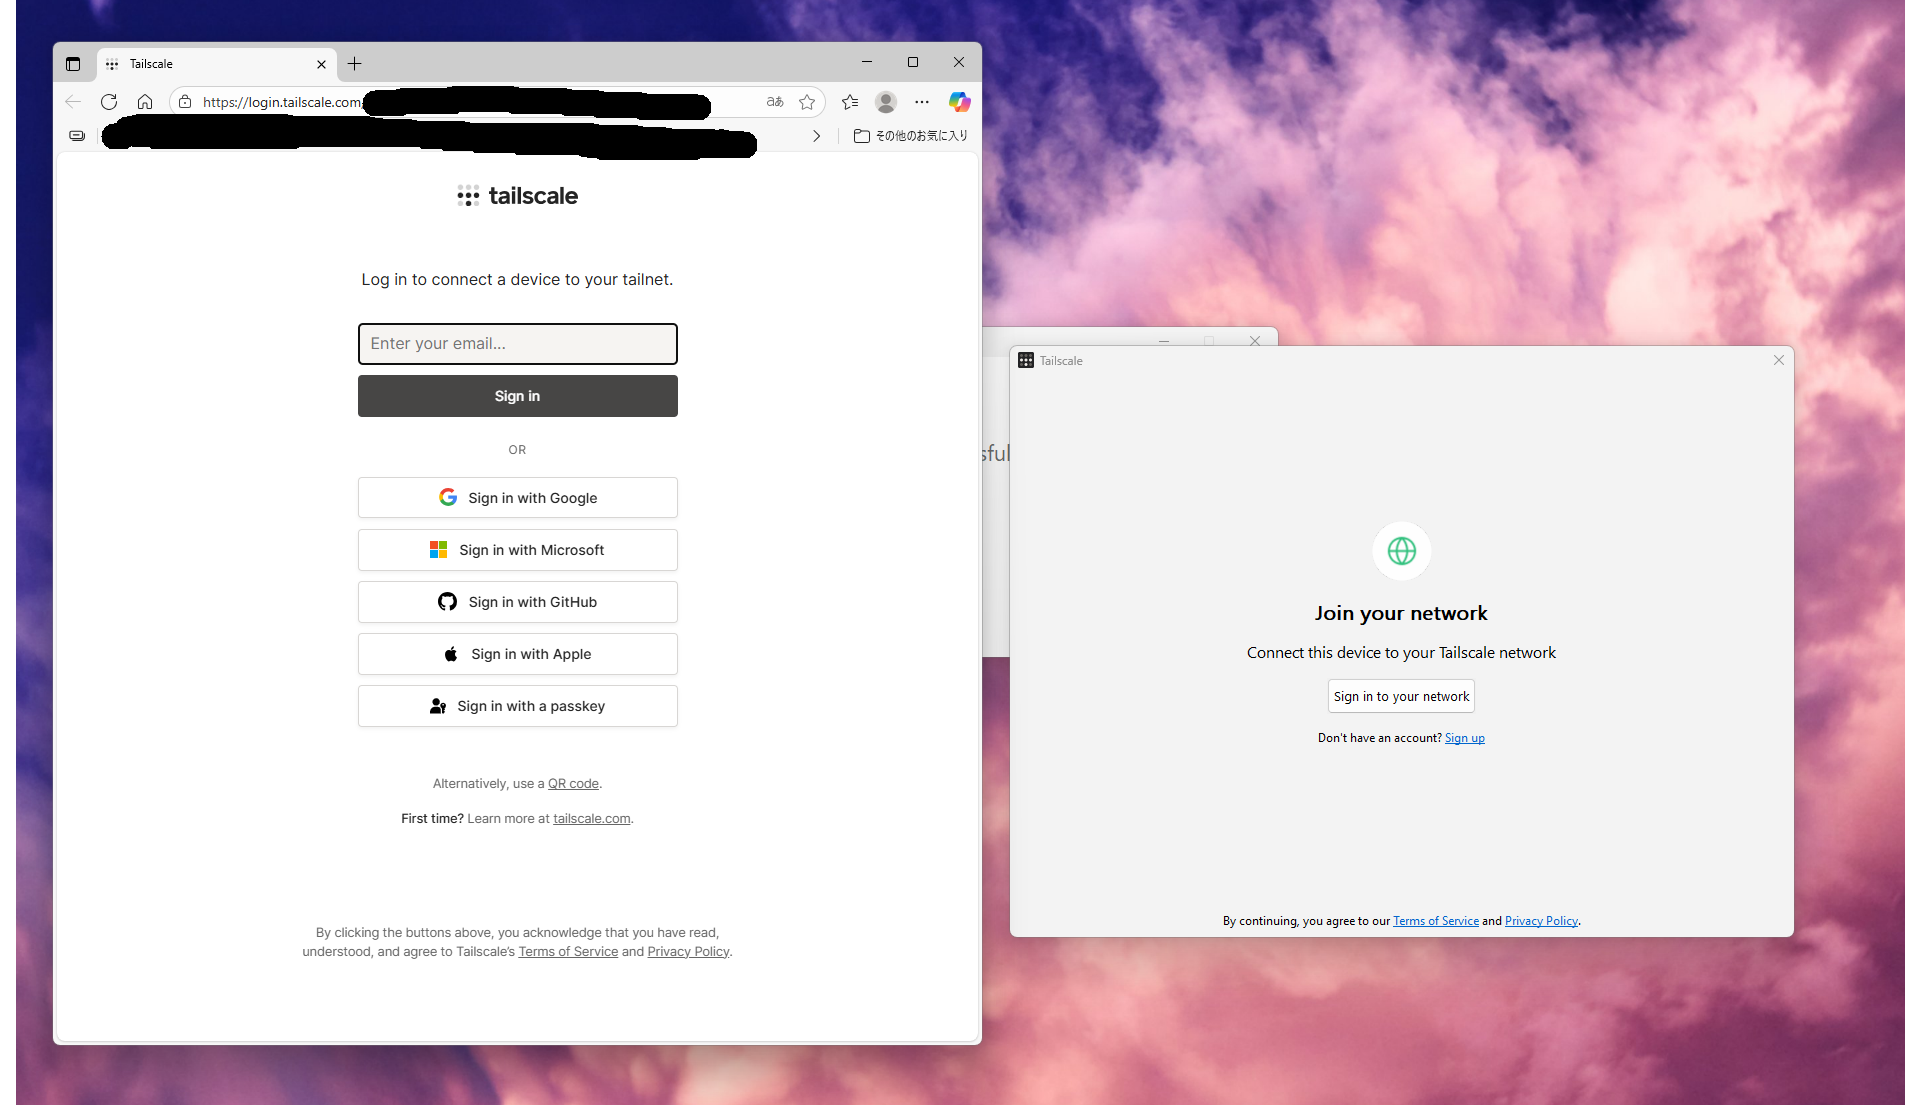 Tailscale
https://login.tailscale.com
aあ
その他のお気に入り
tailscale
Log in to connect a device to your tailnet.
Enter your email...
Sign in
OR
Sign in with Google
Sign in with Microsoft
Sign in with GitHub
Sign in with Apple
Sign in with a passkey
Alternatively, use a QR code.
First time? Learn more at tailscale.com.
By clicking the buttons above, you acknowledge that you have read,
understood, and agree to Tailscale’s Terms of Service and Privacy Policy.
sful
Tailscale
Join your network
Connect this device to your Tailscale network
Sign in to your network
Don't have an account? Sign up
By continuing, you agree to our Terms of Service and Privacy Policy.